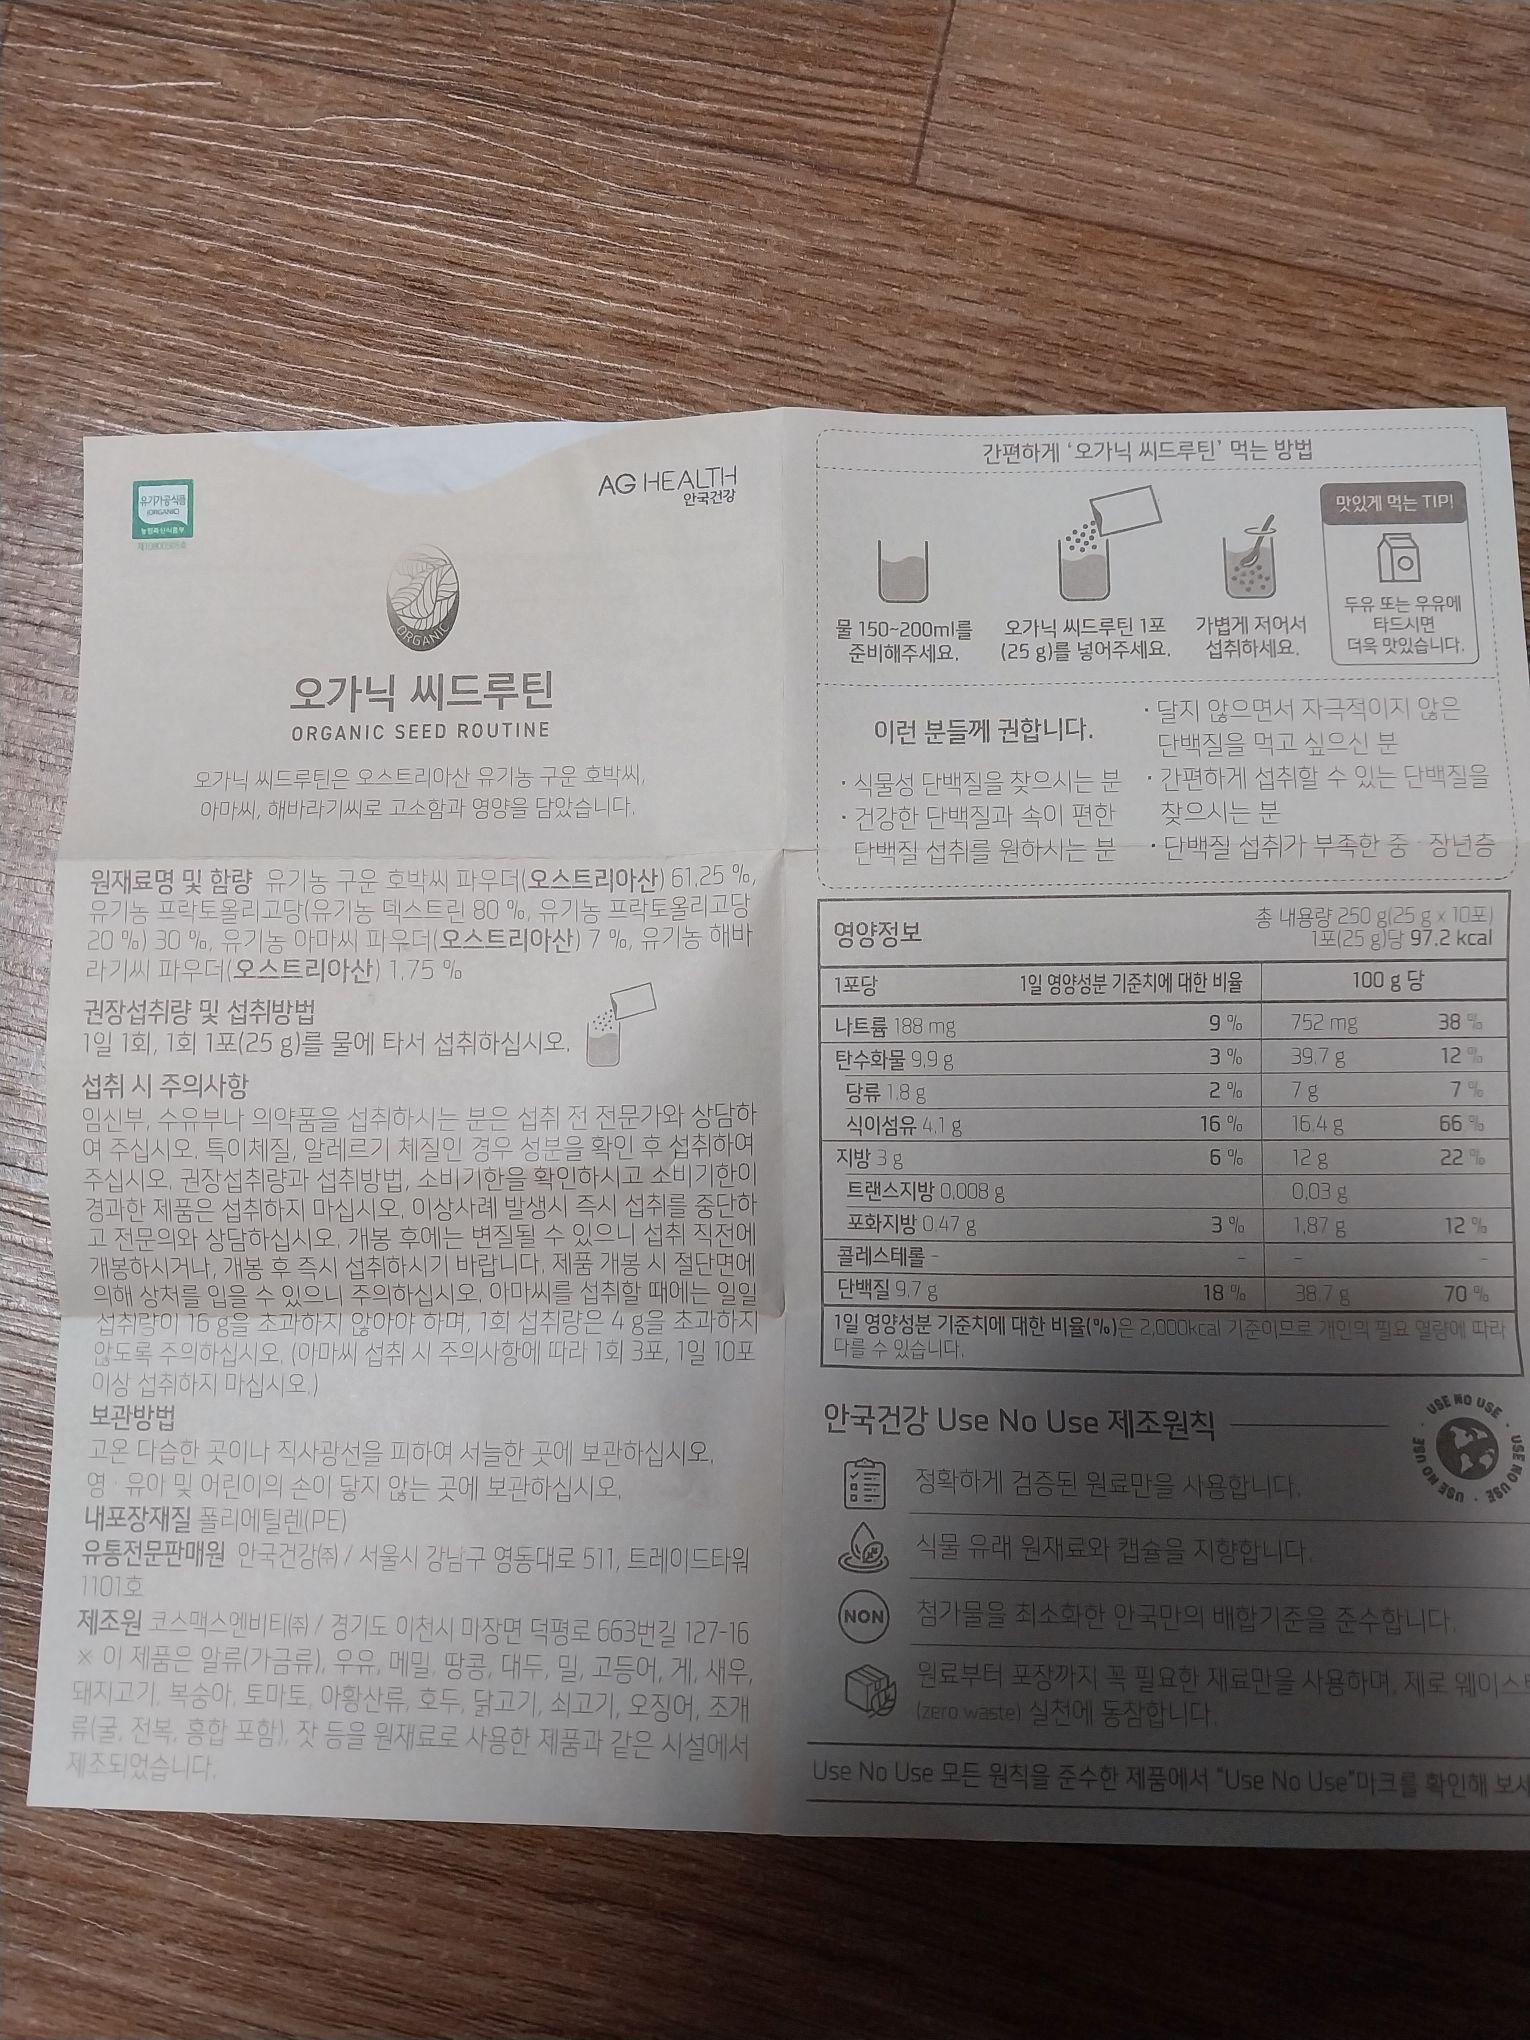 유기가공식품
(ORGANIC)
농림축산식품부
AG HEALTH
안국건강
ORGANIC
오가닉 씨드루틴
ORGANIC SEED ROUTINE
오가닉 씨드루틴은 오스트리아산 유기농 구운 호박씨,
아마씨, 해바라기씨로 고소함과 영양을 담았습니다.
원재료명 및 함량 유기농 구운 호박씨 파우더(오스트리아산) 61.25 %,
유기농 프락토올리고당(유기농 덱스트린 80 %, 유기농 프락토올리고당
20 %) 30 %, 유기농 아마씨 파우더(오스트리아산) 7 %, 유기농 해바
라기씨 파우더(오스트리아산) 1.75 %
권장섭취량 및 섭취방법
1일 1회, 1회 1포(25 g)를 물에 타서 섭취하십시오.
섭취 시 주의사항
임신부, 수유부나 의약품을 섭취하시는 분은 섭취 전 전문가와 상담하
여 주십시오. 특이체질, 알레르기 체질인 경우 성분을 확인 후 섭취하여
주십시오. 권장섭취량과 섭취방법, 소비기한을 확인하시고 소비기한이
경과한 제품은 섭취하지 마십시오. 이상사례 발생시 즉시 섭취를 중단하
고 전문의와 상담하십시오. 개봉 후에는 변질될 수 있으니 섭취 직전에
개봉하시거나, 개봉 후 즉시 섭취하시기 바랍니다. 제품 개봉 시 절단면에
의해 상처를 입을 수 있으니 주의하십시오. 아마씨를 섭취할 때에는 일일
섭취량이 16 g을 초과하지 않아야 하며, 1회 섭취량은 4 g을 초과하지
않도록 주의하십시오. (아마씨 섭취 시 주의사항에 따라 1회 3포, 1일 10포
이상 섭취하지 마십시오.)
보관방법
고온 다습한 곳이나 직사광선을 피하여 서늘한 곳에 보관하십시오.
영 · 유아 및 어린이의 손이 닿지 않는 곳에 보관하십시오.
내포장재질 폴리에틸렌(PE)
유통전문판매원 안국건강㈜ / 서울시 강남구 영동대로 511, 트레이드타워
1101호
제조원 코스맥스엔비티㈜ / 경기도 이천시 마장면 덕평로 663번길 127-16
※ 이 제품은 알류(가금류), 우유, 메밀, 땅콩, 대두, 밀, 고등어, 게, 새우,
돼지고기, 복숭아, 토마토, 아황산류, 호두, 닭고기, 쇠고기, 오징어, 조개
류(굴, 전복, 홍합 포함), 잣 등을 원재료로 사용한 제품과 같은 시설에서
제조되었습니다.
간편하게 '오가닉 씨드루틴' 먹는 방법
물 150~200ml를
준비해주세요.
오가닉 씨드루틴 1포
(25 g)를 넣어주세요.
가볍게 저어서
섭취하세요.
맛있게 먹는 TIP!
두유 또는 우유에
타드시면
더욱 맛있습니다.
이런 분들께 권합니다.
· 식물성 단백질을 찾으시는 분
· 건강한 단백질과 속이 편한
단백질 섭취를 원하시는 분
· 달지 않으면서 자극적이지 않은
단백질을 먹고 싶으신 분
· 간편하게 섭취할 수 있는 단백질을
찾으시는 분
· 단백질 섭취가 부족한 중 · 장년층
영양정보
총 내용량 250 g(25 g x 10포)
1포(25 g)당 97.2 kcal
1포당 1일 영양성분 기준치에 대한 비율 100 g 당
나트륨 188 mg 9 % 752 mg 38 %
탄수화물 9.9 g 3 % 39.7 g 12 %
당류 1.8 g 2 % 7 g 7 %
식이섬유 4.1 g 16 % 16.4 g 66 %
지방 3 g 6 % 12 g 22 %
트랜스지방 0.008 g 0.03 g
포화지방 0.47 g 3 % 1.87 g 12 %
콜레스테롤 - - - -
단백질 9.7 g 18 % 38.7 g 70 %
1일 영양성분 기준치에 대한 비율(%)은 2,000kcal 기준이므로 개인의 필요 열량에 따라
다를 수 있습니다.
안국건강 Use No Use 제조원칙
USE NO USE · USE NO USE · USE NO USE ·
정확하게 검증된 원료만을 사용합니다.
식물 유래 원재료와 캡슐을 지향합니다.
NON
첨가물을 최소화한 안국만의 배합기준을 준수합니다.
원료부터 포장까지 꼭 필요한 재료만을 사용하며, 제로 웨이스
(zero waste) 실천에 동참합니다.
Use No Use 모든 원칙을 준수한 제품에서 "Use No Use"마크를 확인해